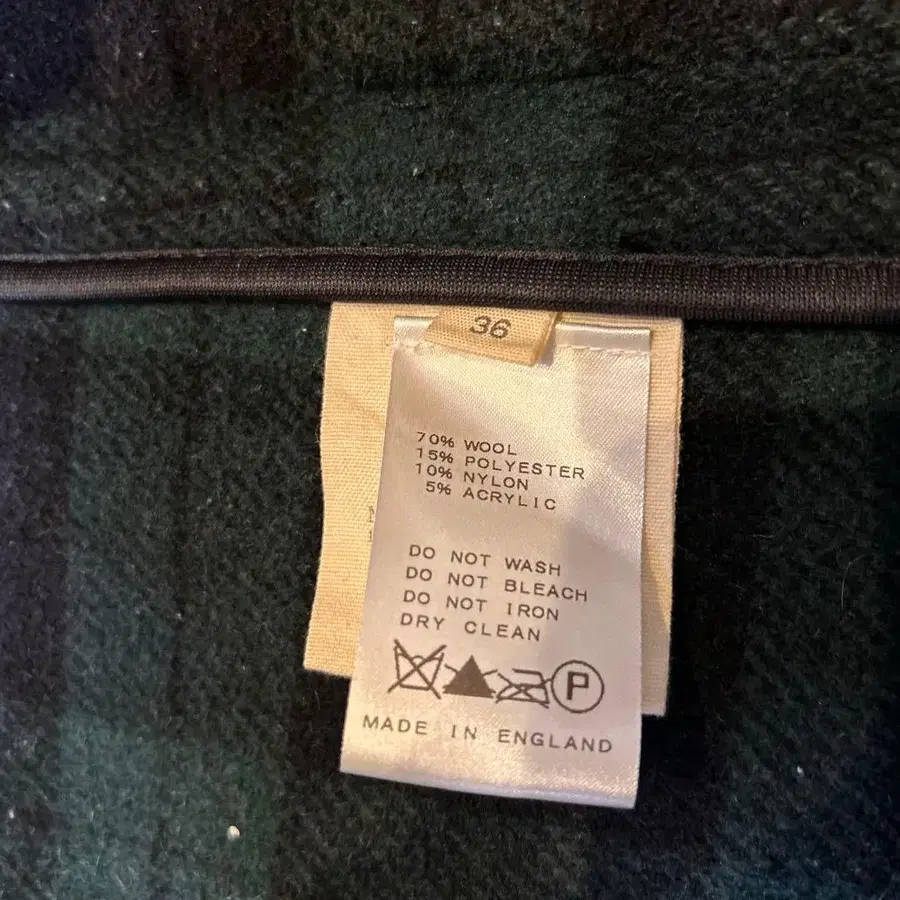 36
70% WOOL
15% POLYESTER
10% NYLON
5% ACRYLIC
DO NOT WASH
DO NOT BLEACH
DO NOT IRON
DRY CLEAN
P
MADE IN ENGLAND